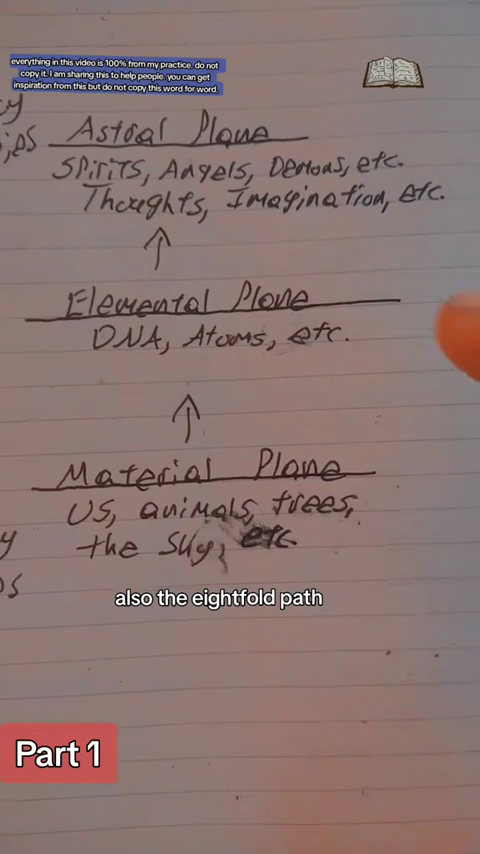 everything in this video is 100% from my practice. do not
copy it. I am sharing this to help people. you can get
inspiration from this but do not copy this word for word.
Astral Plane
Spirits, Angels, Demons, etc.
Thoughts, Imagination, etc.
Elemental Plane
DNA, Atoms, etc.
Material Plane
US, animals, trees,
the sky, etc
also the eightfold path
Part 1